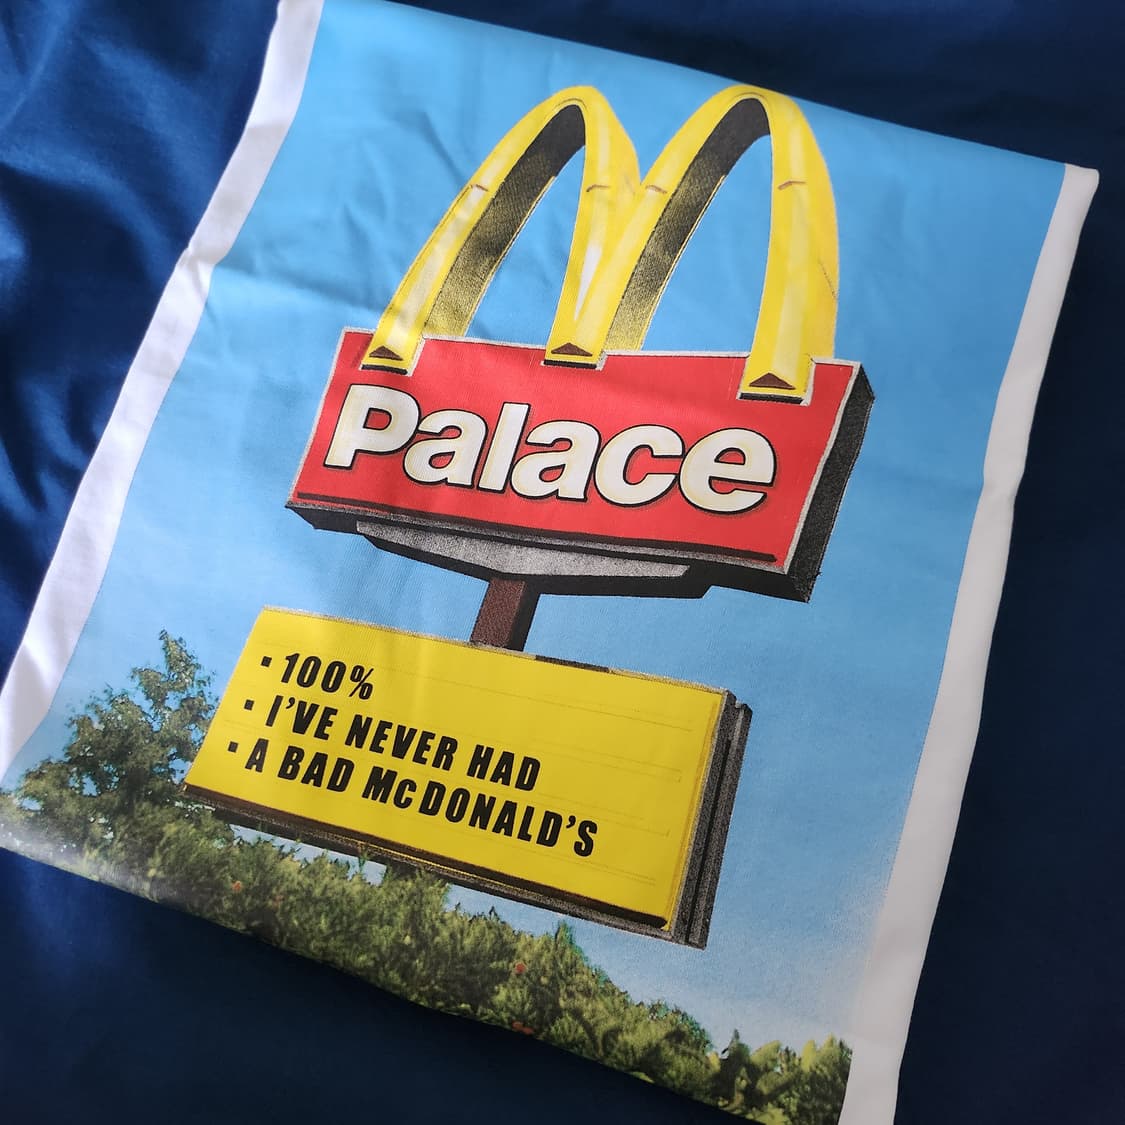 Palace
▪ 100%
▪ I'VE NEVER HAD
▪ A BAD McDONALD'S